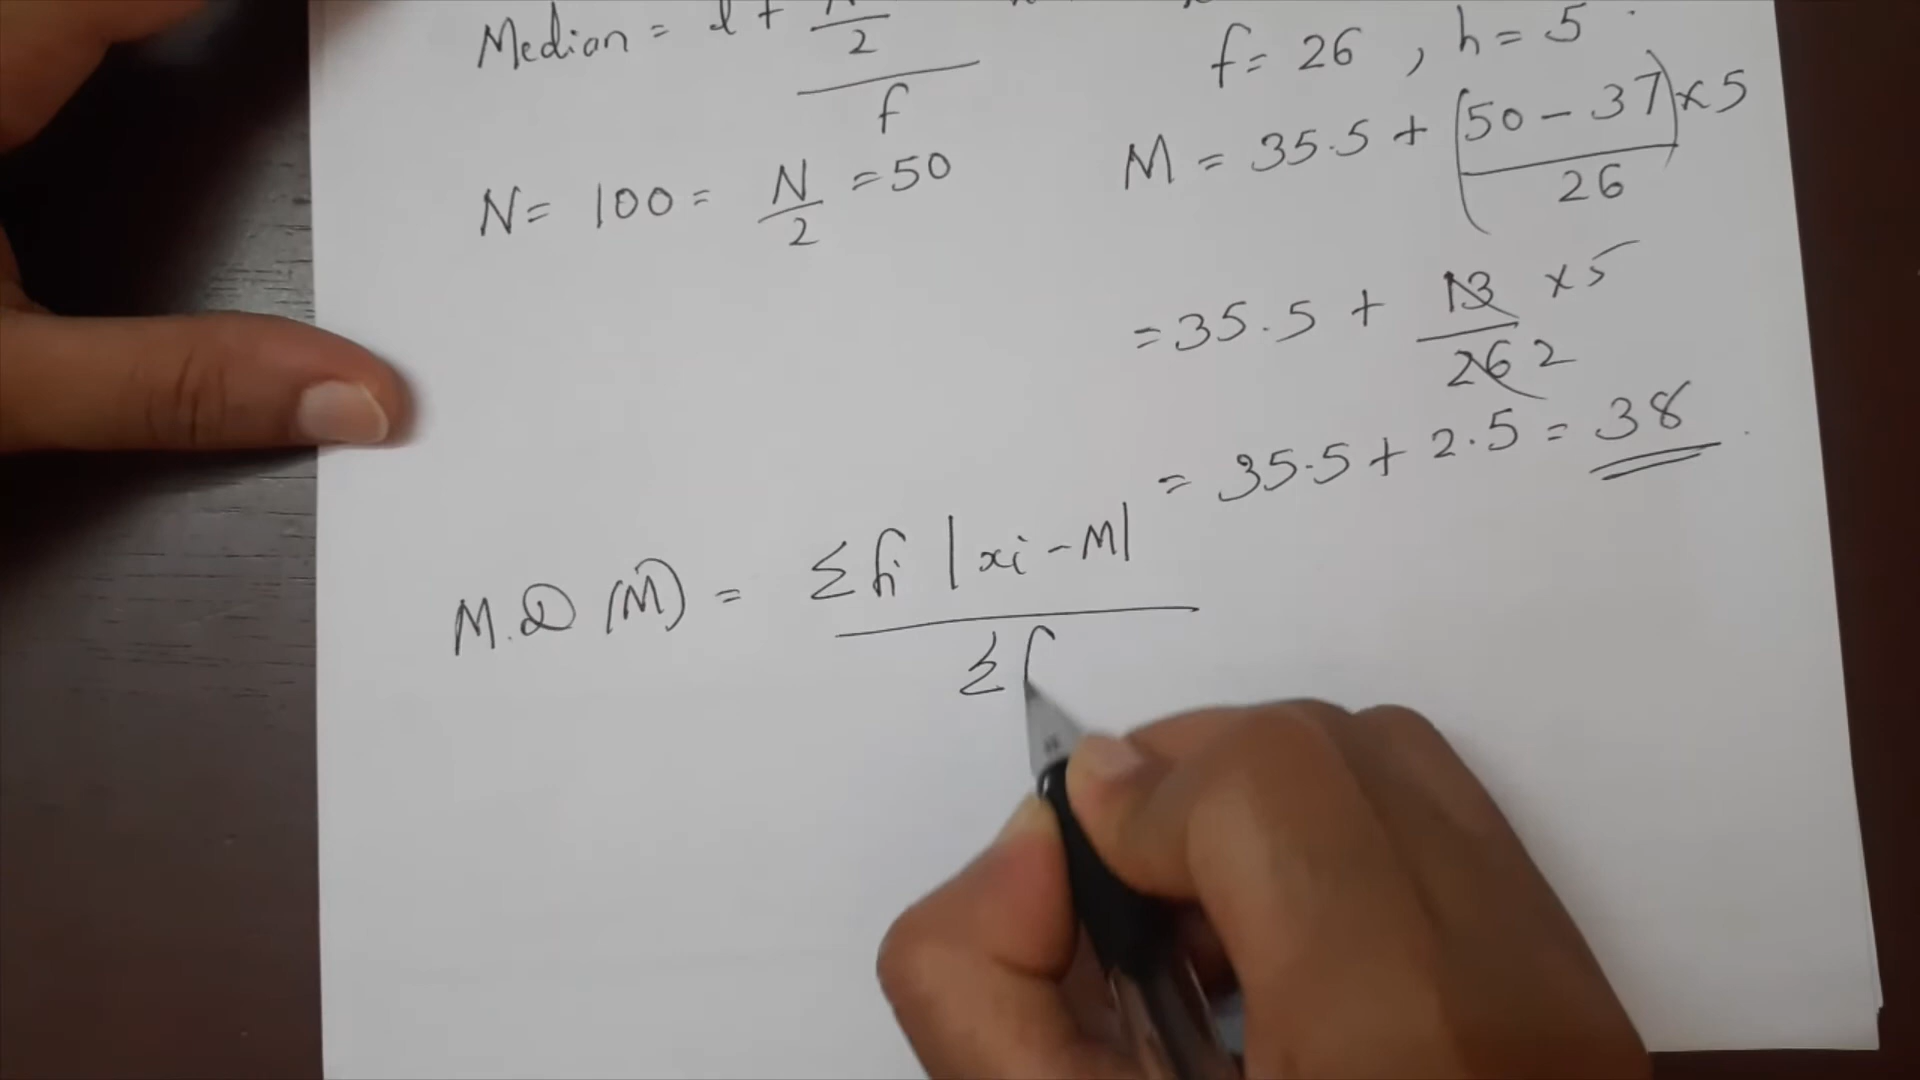 Median = l + N/2 / f
N = 100 = N/2 = 50
f = 26 , h = 5
M = 35.5 + (50 - 37 / 26) × 5
= 35.5 + 13/26 2 × 5
= 35.5 + 2.5 = 38
M.D (M) = Σfi |xi - M| / Σf